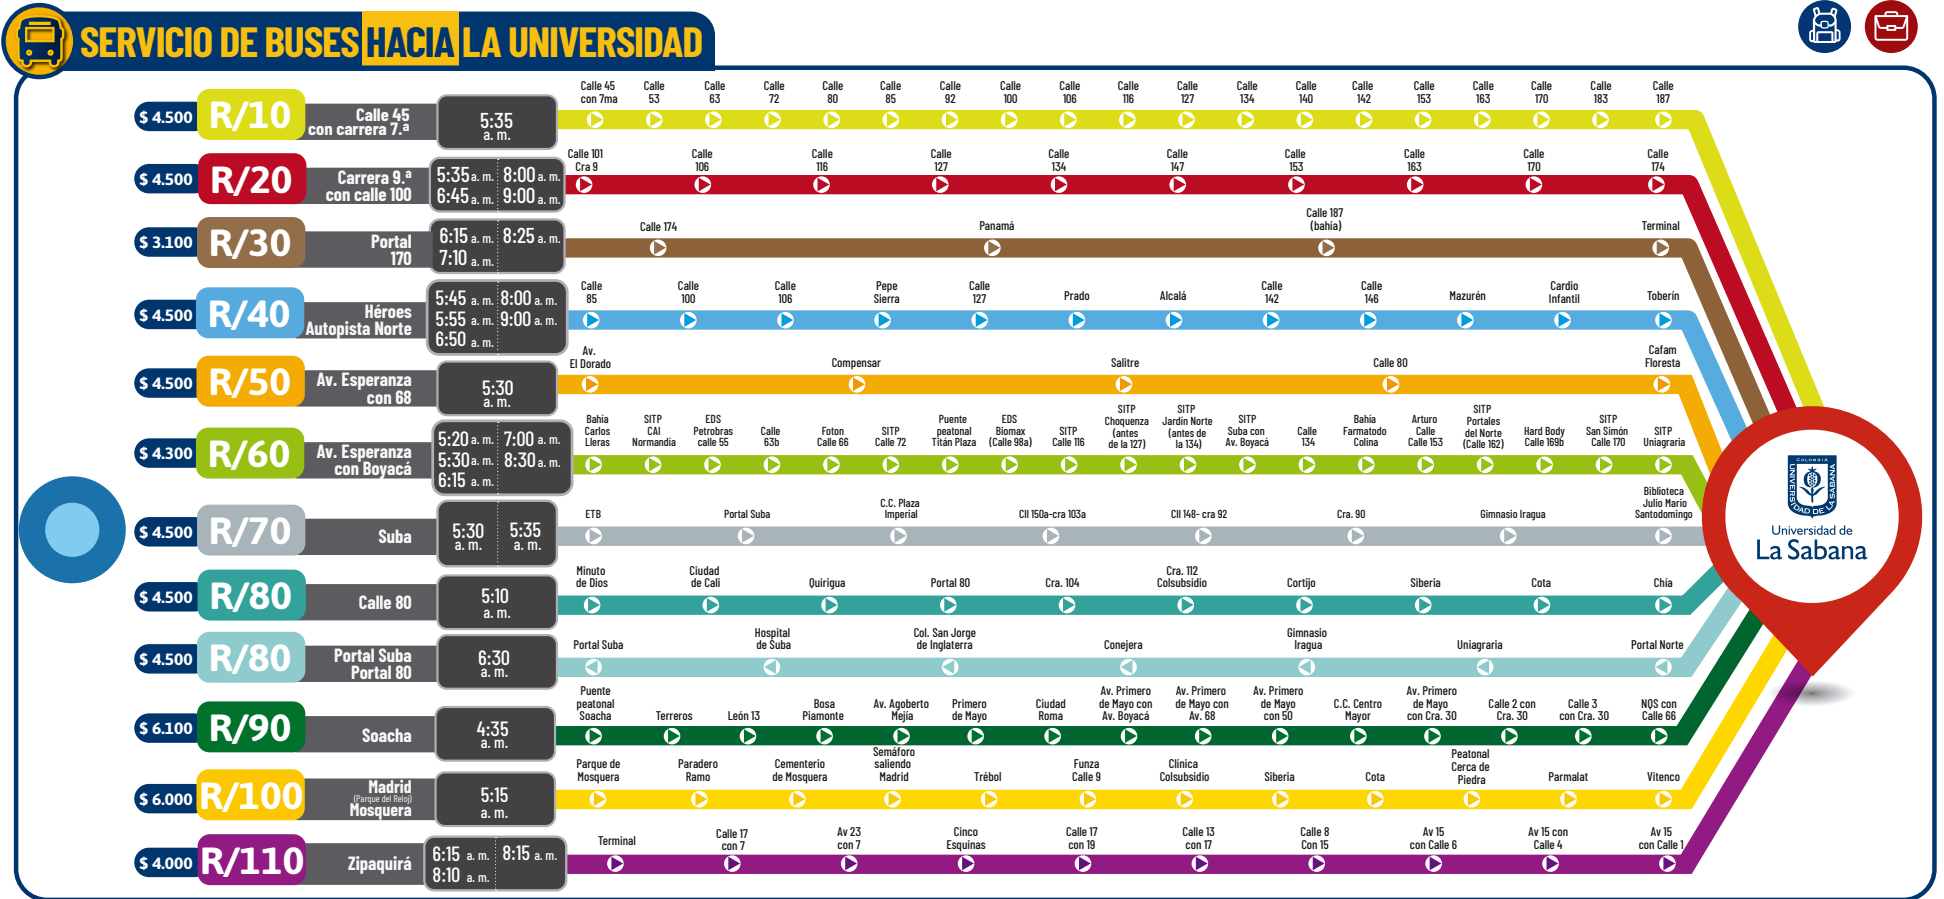 SERVICIO DE BUSES HACIA LA UNIVERSIDAD
$ 4.500
R/10
Calle 45
con carrera 7.ª
5:35
a. m.
Calle 45
con 7ma
Calle
53
Calle
63
Calle
72
Calle
80
Calle
85
Calle
92
Calle
100
Calle
106
Calle
116
Calle
127
Calle
134
Calle
140
Calle
142
Calle
153
Calle
163
Calle
170
Calle
183
Calle
187
$ 4.500
R/20
Carrera 9.ª
con calle 100
5:35 a. m. 8:00 a. m.
6:45 a. m. 9:00 a. m.
Calle 101
Cra 9
Calle
106
Calle
116
Calle
127
Calle
134
Calle
147
Calle
153
Calle
163
Calle
170
Calle
174
$ 3.100
R/30
Portal
170
6:15 a. m. 8:25 a. m.
7:10 a. m.
Calle 174
Panamá
Calle 187
(bahía)
Terminal
$ 4.500
R/40
Héroes
Autopista Norte
5:45 a. m. 8:00 a. m.
5:55 a. m. 9:00 a. m.
6:50 a. m.
Calle
85
Calle
100
Calle
106
Pepe
Sierra
Calle
127
Prado
Alcalá
Calle
142
Calle
146
Mazurén
Cardio
Infantil
Toberín
$ 4.500
R/50
Av. Esperanza
con 68
5:30
a. m.
Av.
El Dorado
Compensar
Salitre
Calle 80
Cafam
Floresta
$ 4.300
R/60
Av. Esperanza
con Boyacá
5:20 a. m. 7:00 a. m.
5:30 a. m. 8:30 a. m.
6:15 a. m.
Bahía
Carlos
Lleras
SITP
CAI
Normandía
EDS
Petrobras
calle 55
Calle
63b
Foton
Calle 66
SITP
Calle 72
Puente
peatonal
Titán Plaza
EDS
Biomax
(Calle 98a)
SITP
Calle 116
SITP
Choquenza
(antes
de la 127)
SITP
Jardín Norte
(antes de
la 134)
SITP
Suba con
Av. Boyacá
Calle
134
Bahía
Farmatodo
Colina
Arturo
Calle
Calle 153
SITP
Portales
del Norte
(Calle 162)
Hard Body
Calle 169b
SITP
San Simón
Calle 170
SITP
Uniagraria
$ 4.500
R/70
Suba
5:30
a. m.
5:35
a. m.
ETB
Portal Suba
C.C. Plaza
Imperial
Cll 150a-cra 103a
Cll 148- cra 92
Cra. 90
Gimnasio Iragua
Biblioteca
Julio Mario
Santodomingo
COLOMBIA
UNIVERSIDAD DE LA SABANA
Universidad de
La Sabana
$ 4.500
R/80
Calle 80
5:10
a. m.
Minuto
de Dios
Ciudad
de Cali
Quirigua
Portal 80
Cra. 104
Cra. 112
Colsubsidio
Cortijo
Siberia
Cota
Chía
$ 4.500
R/80
Portal Suba
Portal 80
6:30
a. m.
Portal Suba
Hospital
de Suba
Col. San Jorge
de Inglaterra
Conejera
Gimnasio
Iragua
Uniagraria
Portal Norte
$ 6.100
R/90
Soacha
4:35
a. m.
Puente
peatonal
Soacha
Terreros
León 13
Bosa
Piamonte
Av. Agoberto
Mejía
Primero
de Mayo
Ciudad
Roma
Av. Primero
de Mayo con
Av. Boyacá
Av. Primero
de Mayo con
Av. 68
Av. Primero
de Mayo
con 50
C.C. Centro
Mayor
Av. Primero
de Mayo
con Cra. 30
Calle 2 con
Cra. 30
Calle 3
con Cra. 30
NQS con
Calle 66
$ 6.000
R/100
Madrid
(Parque del Reloj)
Mosquera
5:15
a. m.
Parque de
Mosquera
Paradero
Ramo
Cementerio
de Mosquera
Semáforo
saliendo
Madrid
Trébol
Funza
Calle 9
Clínica
Colsubsidio
Siberia
Cota
Peatonal
Cerca de
Piedra
Parmalat
Vitenco
$ 4.000
R/110
Zipaquirá
6:15 a. m. 8:15 a. m.
8:10 a. m.
Terminal
Calle 17
con 7
Av 23
con 7
Cinco
Esquinas
Calle 17
con 19
Calle 13
con 17
Calle 8
Con 15
Av 15
con Calle 6
Av 15 con
Calle 4
Av 15
con Calle 1